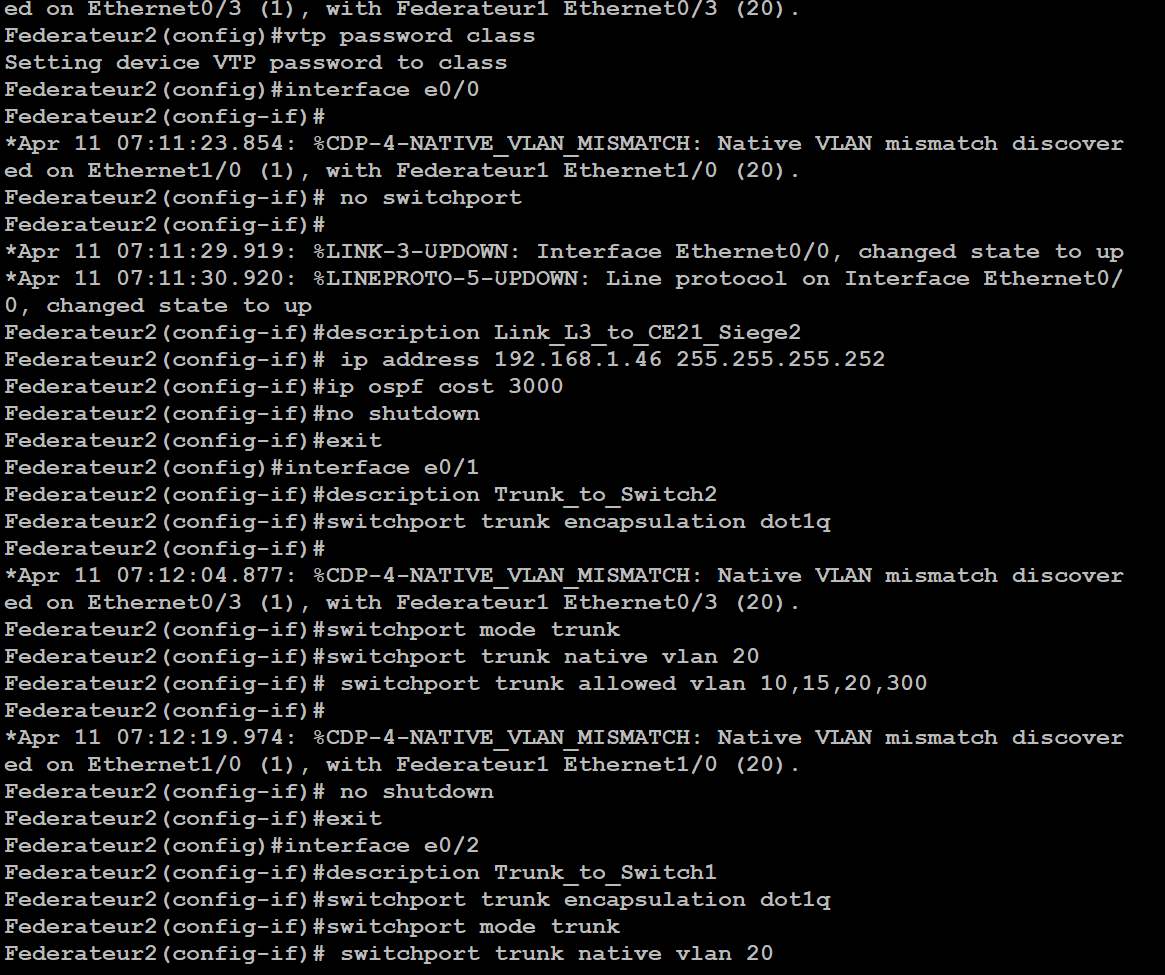 ed on Ethernet0/3 (1), with Federateur1 Ethernet0/3 (20).
Federateur2(config)#vtp password class
Setting device VTP password to class
Federateur2(config)#interface e0/0
Federateur2(config-if)#
*Apr 11 07:11:23.854: %CDP-4-NATIVE_VLAN_MISMATCH: Native VLAN mismatch discover
ed on Ethernet1/0 (1), with Federateur1 Ethernet1/0 (20).
Federateur2(config-if)# no switchport
Federateur2(config-if)#
*Apr 11 07:11:29.919: %LINK-3-UPDOWN: Interface Ethernet0/0, changed state to up
*Apr 11 07:11:30.920: %LINEPROTO-5-UPDOWN: Line protocol on Interface Ethernet0/
0, changed state to up
Federateur2(config-if)#description Link_L3_to_CE21_Siege2
Federateur2(config-if)# ip address 192.168.1.46 255.255.255.252
Federateur2(config-if)#ip ospf cost 3000
Federateur2(config-if)#no shutdown
Federateur2(config-if)#exit
Federateur2(config)#interface e0/1
Federateur2(config-if)#description Trunk_to_Switch2
Federateur2(config-if)#switchport trunk encapsulation dot1q
Federateur2(config-if)#
*Apr 11 07:12:04.877: %CDP-4-NATIVE_VLAN_MISMATCH: Native VLAN mismatch discover
ed on Ethernet0/3 (1), with Federateur1 Ethernet0/3 (20).
Federateur2(config-if)#switchport mode trunk
Federateur2(config-if)#switchport trunk native vlan 20
Federateur2(config-if)# switchport trunk allowed vlan 10,15,20,300
Federateur2(config-if)#
*Apr 11 07:12:19.974: %CDP-4-NATIVE_VLAN_MISMATCH: Native VLAN mismatch discover
ed on Ethernet1/0 (1), with Federateur1 Ethernet1/0 (20).
Federateur2(config-if)# no shutdown
Federateur2(config-if)#exit
Federateur2(config)#interface e0/2
Federateur2(config-if)#description Trunk_to_Switch1
Federateur2(config-if)#switchport trunk encapsulation dot1q
Federateur2(config-if)#switchport mode trunk
Federateur2(config-if)# switchport trunk native vlan 20